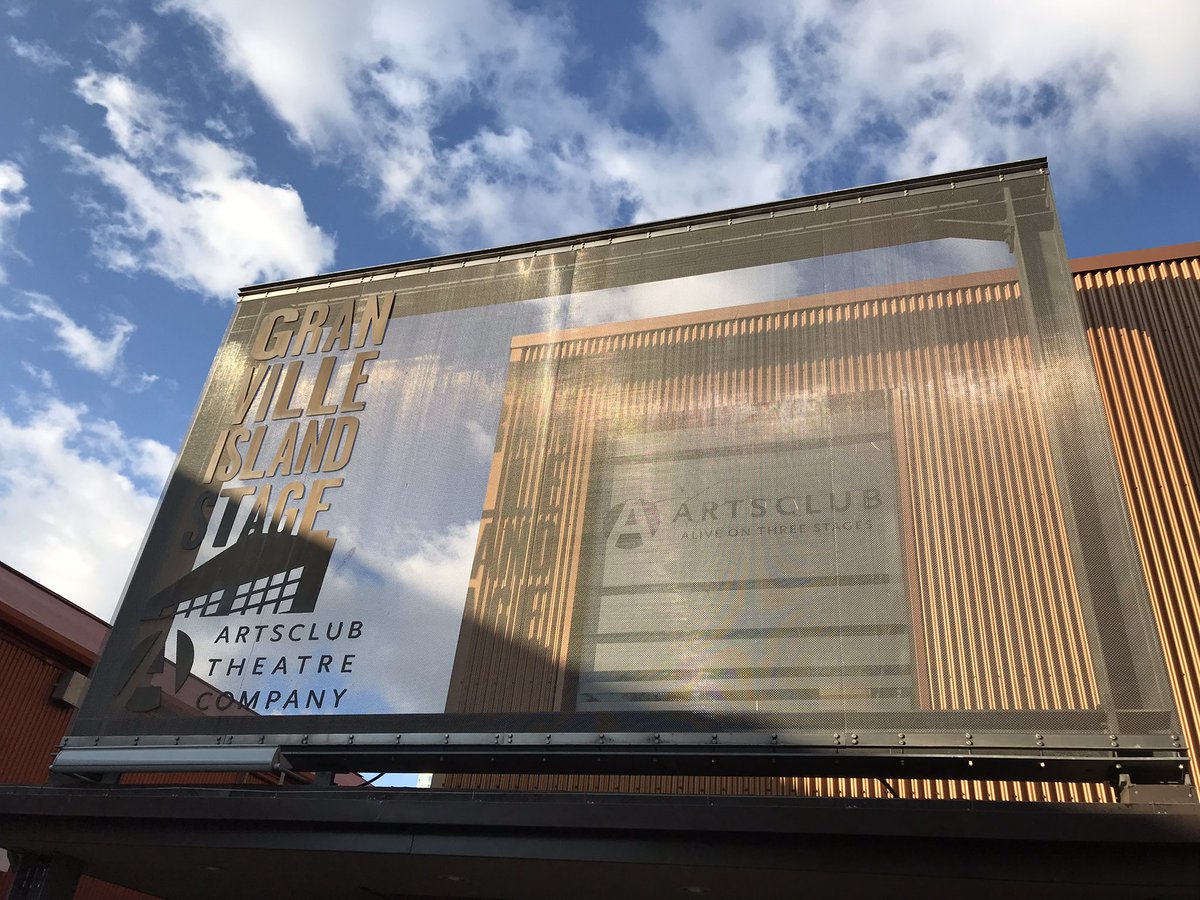 GRAN
VILLE
ISLAND
STAGE
ARTSCLUB
THEATRE
COMPANY
ARTSCLUB
ALIVE ON THREE STAGES